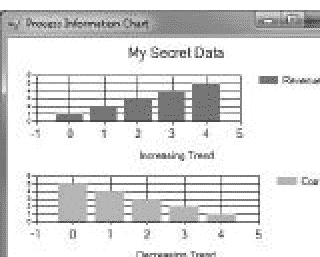 Process Information Chart
My Secret Data
Revenue
-1 0 1 2 3 4 5
Increasing Trend
-1 0 1 2 3 4 5
Decreasing Trend